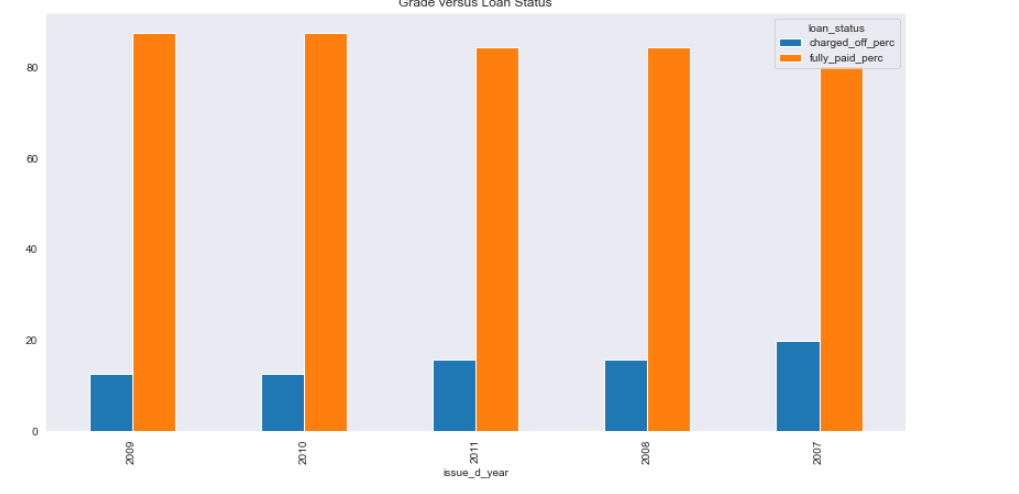 Grade versus Loan Status
loan_status
charged_off_perc
fully_paid_perc
80
60
40
20
0
2009
2010
2011
2008
2007
issue_d_year